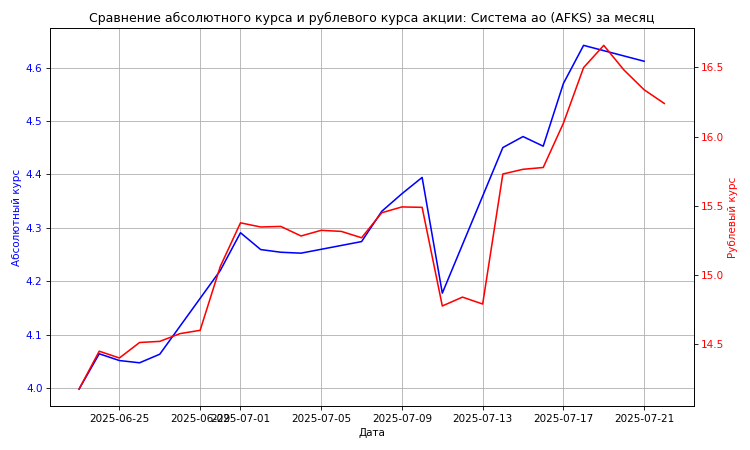 Сравнение абсолютного курса и рублевого курса акции: Система ао (AFKS) за месяц
Абсолютный курс
4.6
4.5
4.4
4.3
4.2
4.1
4.0
16.5
16.0
15.5
15.0
14.5
Рублевый курс
2025-06-25 2025-06-29 2025-07-01 2025-07-05 2025-07-09 2025-07-13 2025-07-17 2025-07-21
Дата